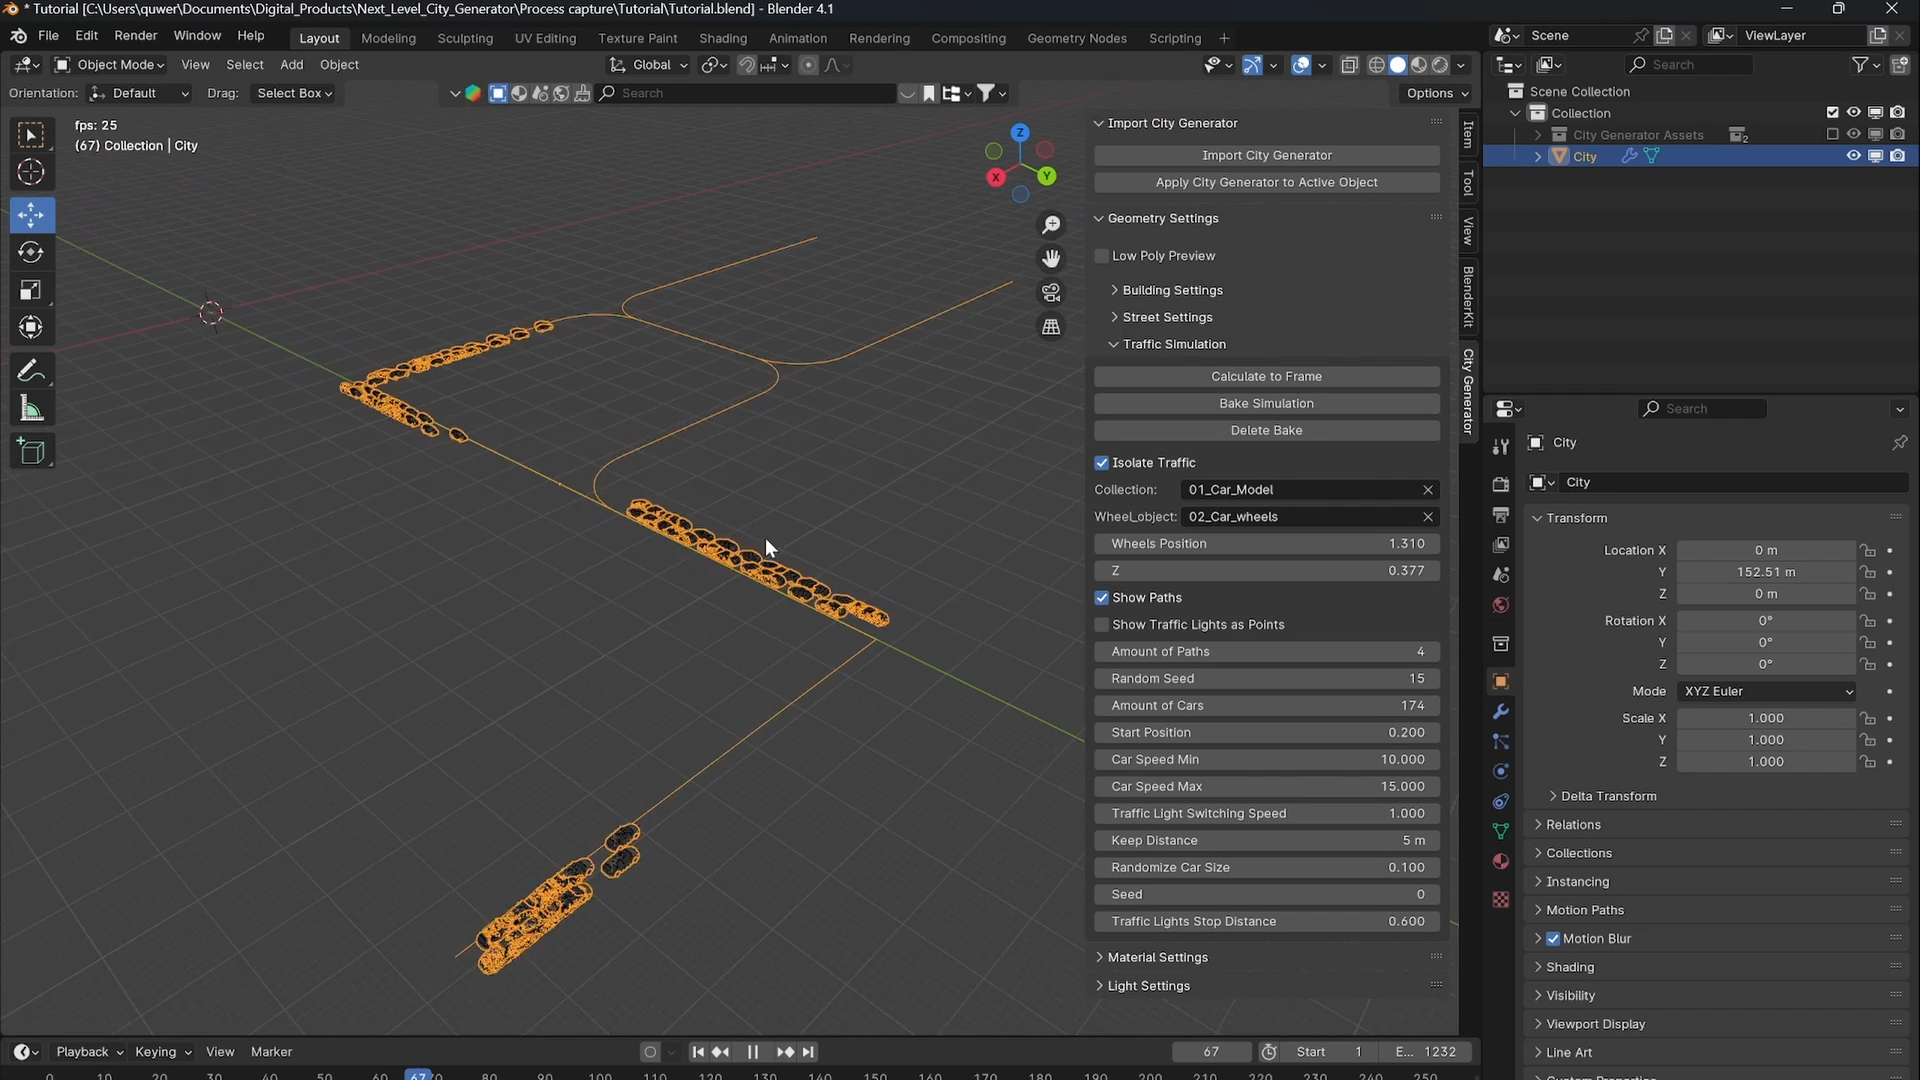 * Tutorial [C:\Users\quwer\Documents\Digital_Products\Next_Level_City_Generator\Process capture\Tutorial\Tutorial.blend] - Blender 4.1
File Edit Render Window Help Layout Modeling Sculpting UV Editing Texture Paint Shading Animation Rendering Compositing Geometry Nodes Scripting +
Scene ViewLayer
Object Mode View Select Add Object Global
Search
Orientation: Default Drag: Select Box Search Options
Scene Collection
Collection
City Generator Assets 2
City
fps: 25
(67) Collection | City
Z
X
Y
Import City Generator
Import City Generator
Apply City Generator to Active Object
Geometry Settings
Low Poly Preview
Building Settings
Street Settings
Traffic Simulation
Calculate to Frame
Bake Simulation
Delete Bake
Isolate Traffic
Collection: 01_Car_Model
Wheel_object: 02_Car_wheels
Wheels Position 1.310
Z 0.377
Show Paths
Show Traffic Lights as Points
Amount of Paths 4
Random Seed 15
Amount of Cars 174
Start Position 0.200
Car Speed Min 10.000
Car Speed Max 15.000
Traffic Light Switching Speed 1.000
Keep Distance 5 m
Randomize Car Size 0.100
Seed 0
Traffic Lights Stop Distance 0.600
Material Settings
Light Settings
Item
Tool
View
BlenderKit
City Generator
Search
City
City
Transform
Location X 0 m
Y 152.51 m
Z 0 m
Rotation X 0°
Y 0°
Z 0°
Mode XYZ Euler
Scale X 1.000
Y 1.000
Z 1.000
Delta Transform
Relations
Collections
Instancing
Motion Paths
Motion Blur
Shading
Visibility
Viewport Display
Line Art
Custom Properties
Playback Keying View Marker 67 Start 1 E... 1232
0 10 20 30 40 50 60 67 70 80 90 100 110 120 130 140 150 160 170 180 190 200 210 220 230 240 250